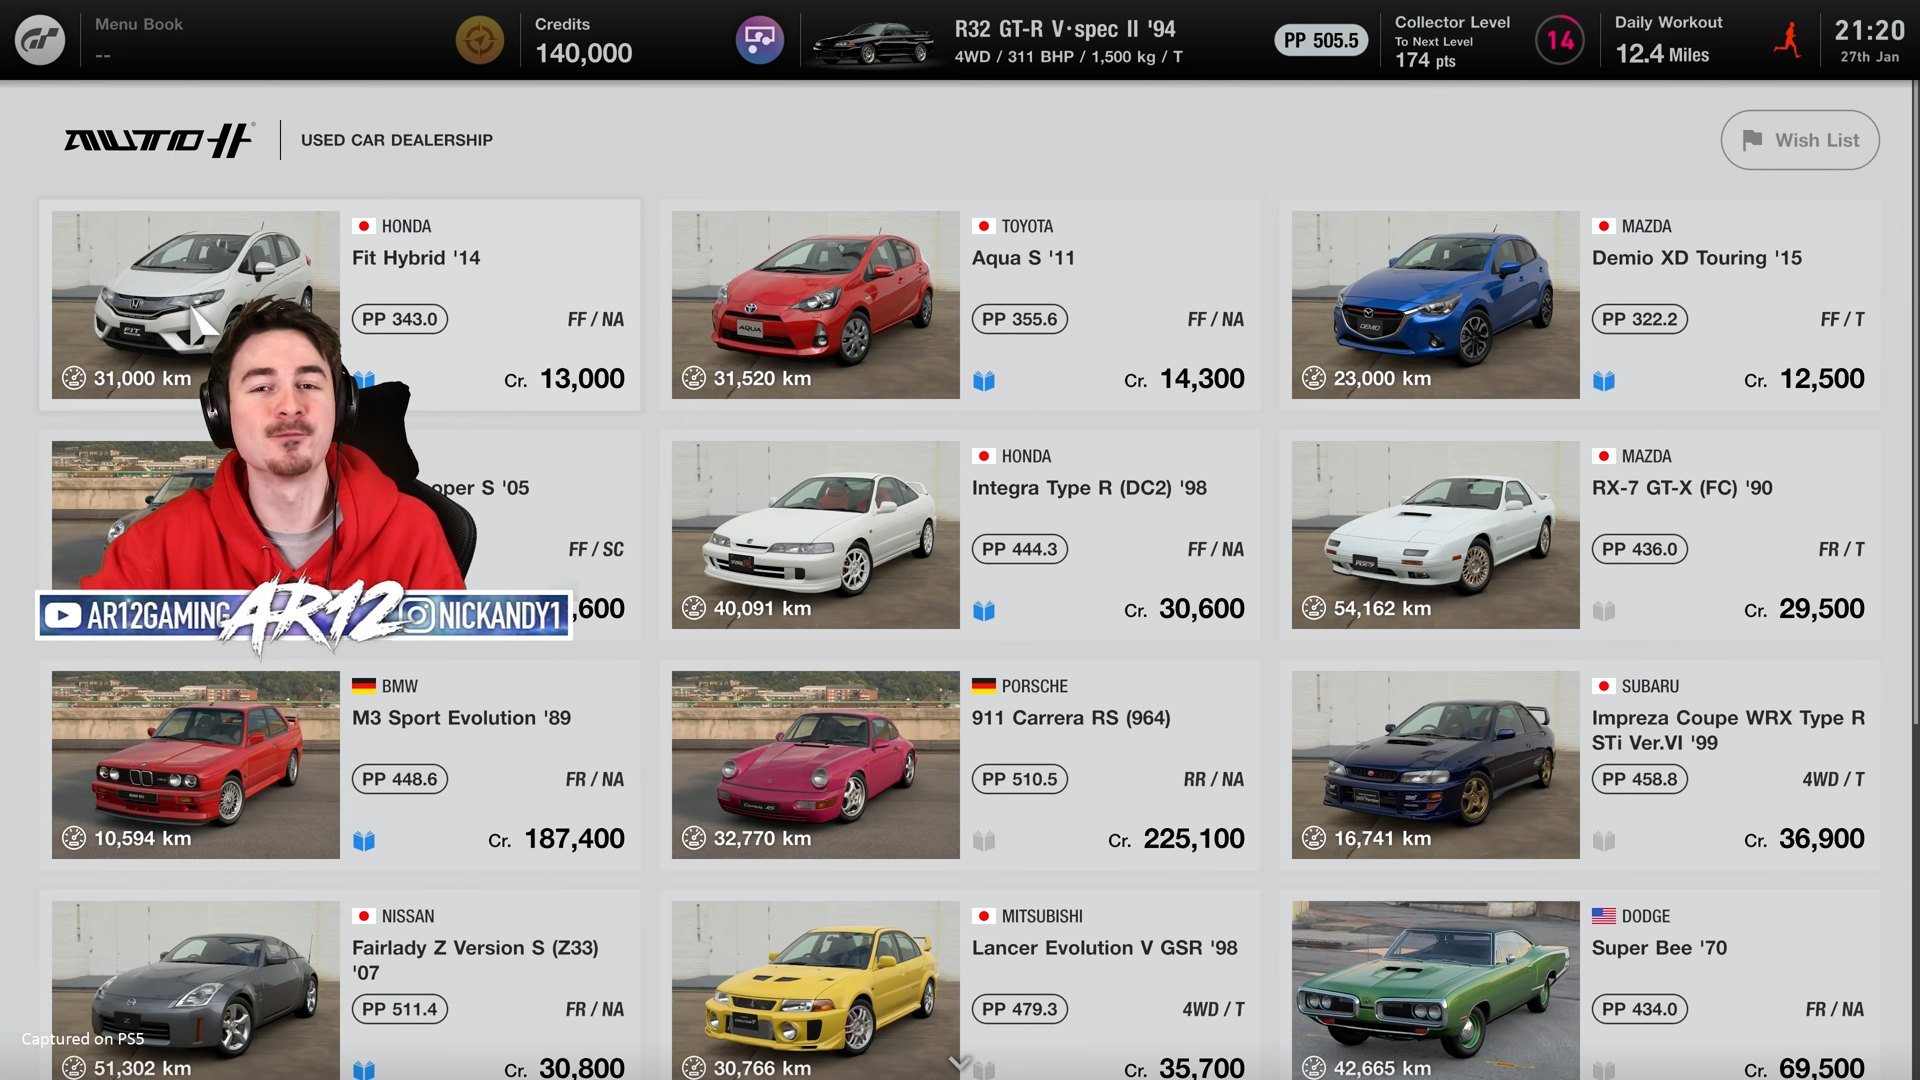 Menu Book
--
Credits
140,000
R32 GT-R V·spec II '94
4WD / 311 BHP / 1,500 kg / T
PP 505.5
Collector Level
To Next Level
174 pts
14
Daily Workout
12.4 Miles
21:20
27th Jan
AUTO
USED CAR DEALERSHIP
Wish List
HONDA
Fit Hybrid '14
PP 343.0
FF / NA
31,000 km
Cr. 13,000
FIT
TOYOTA
Aqua S '11
PP 355.6
FF / NA
31,520 km
Cr. 14,300
AQUA
MAZDA
Demio XD Touring '15
PP 322.2
FF / T
23,000 km
Cr. 12,500
DEMIO
oper S '05
FF / SC
,600
AR12GAMING
AR12
NICKANDY1
HONDA
Integra Type R (DC2) '98
PP 444.3
FF / NA
40,091 km
Cr. 30,600
MAZDA
RX-7 GT-X (FC) '90
PP 436.0
FR / T
54,162 km
Cr. 29,500
RX-7
BMW
M3 Sport Evolution '89
PP 448.6
FR / NA
10,594 km
Cr. 187,400
PORSCHE
911 Carrera RS (964)
PP 510.5
RR / NA
32,770 km
Cr. 225,100
Carrera RS
SUBARU
Impreza Coupe WRX Type R
STi Ver.VI '99
PP 458.8
4WD / T
16,741 km
Cr. 36,900
NISSAN
Fairlady Z Version S (Z33)
'07
PP 511.4
FR / NA
51,302 km
Cr. 30,800
Captured on PS5
MITSUBISHI
Lancer Evolution V GSR '98
PP 479.3
4WD / T
30,766 km
Cr. 35,700
DODGE
Super Bee '70
PP 434.0
FR / NA
42,665 km
Cr. 69,500